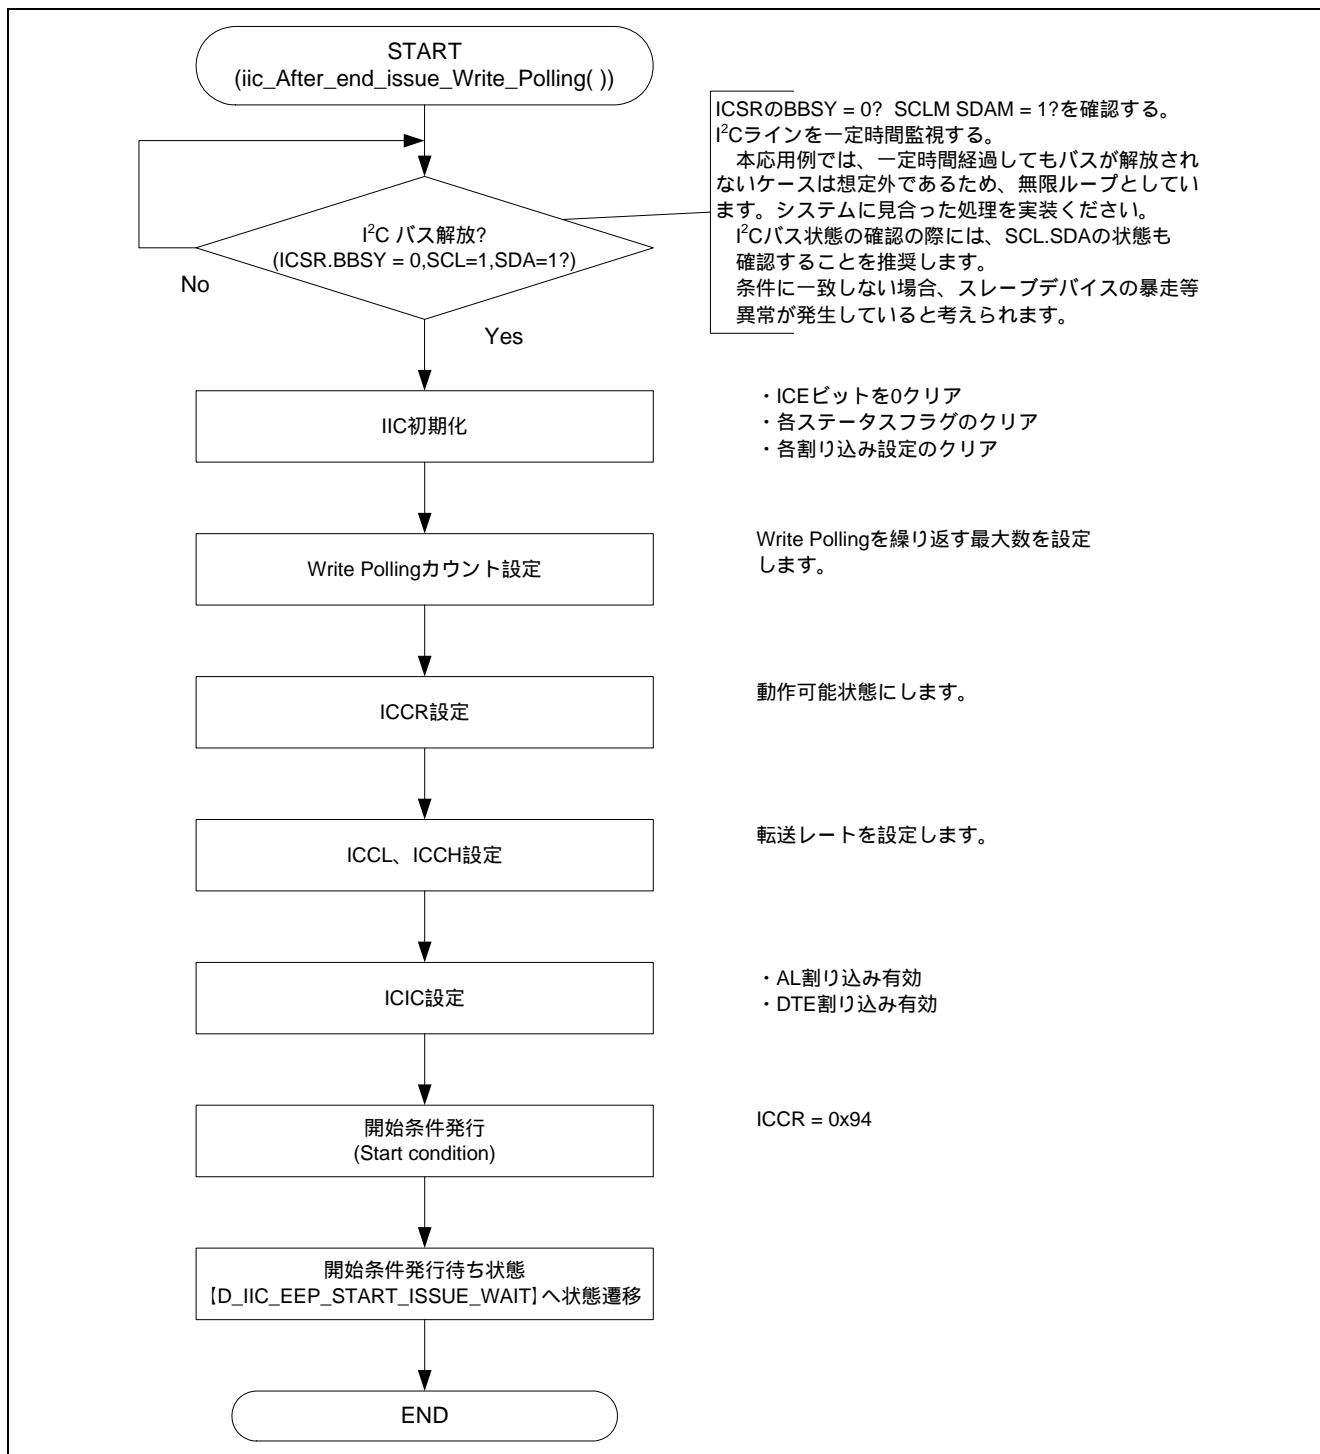 START
(iic_After_end_issue_Write_Polling( ))
ICSRのBBSY = 0? SCLM SDAM = 1?を確認する。
I²Cラインを一定時間監視する。
本応用例では、一定時間経過してもバスが解放され
ないケースは想定外であるため、無限ループとしてい
ます。システムに見合った処理を実装ください。
I²Cバス状態の確認の際には、SCL.SDAの状態も
確認することを推奨します。
条件に一致しない場合、スレーブデバイスの暴走等
異常が発生していると考えられます。
I²C バス解放?
(ICSR.BBSY = 0,SCL=1,SDA=1?)
No
Yes
IIC初期化
・ICEビットを0クリア
・各ステータスフラグのクリア
・各割り込み設定のクリア
Write Pollingカウント設定
Write Pollingを繰り返す最大数を設定
します。
ICCR設定
動作可能状態にします。
ICCL、ICCH設定
転送レートを設定します。
ICIC設定
・AL割り込み有効
・DTE割り込み有効
開始条件発行
(Start condition)
ICCR = 0x94
開始条件発行待ち状態
【D_IIC_EEP_START_ISSUE_WAIT】へ状態遷移
END